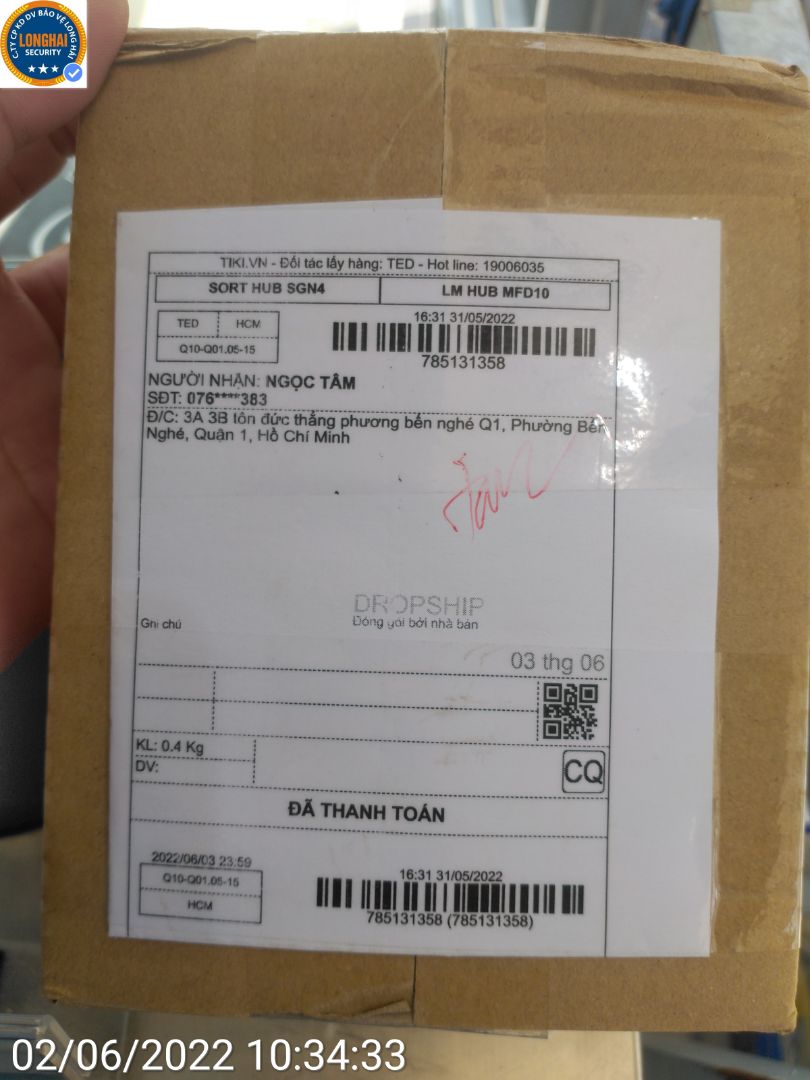 C.TY CP KD DV BẢO VỆ LONG HẢI
LONGHAI
SECURITY
TIKI.VN - Đối tác lấy hàng: TED - Hot line: 19006035
SORT HUB SGN4
LM HUB MFD10
TED
HCM
Q10-Q01.05-15
16:31 31/05/2022
785131358
NGƯỜI NHẬN: NGỌC TÂM
SĐT: 076****383
Đ/C: 3A 3B tôn đức thắng phương bến nghé Q1, Phường Bến
Nghé, Quận 1, Hồ Chí Minh
DROPSHIP
Đóng gói bởi nhà bán
Ghi chú
03 thg 06
KL: 0.4 Kg
DV:
CQ
ĐÃ THANH TOÁN
2022/06/03 23:59
Q10-Q01.05-15
HCM
16:31 31/05/2022
785131358 (785131358)
02/06/2022 10:34:33